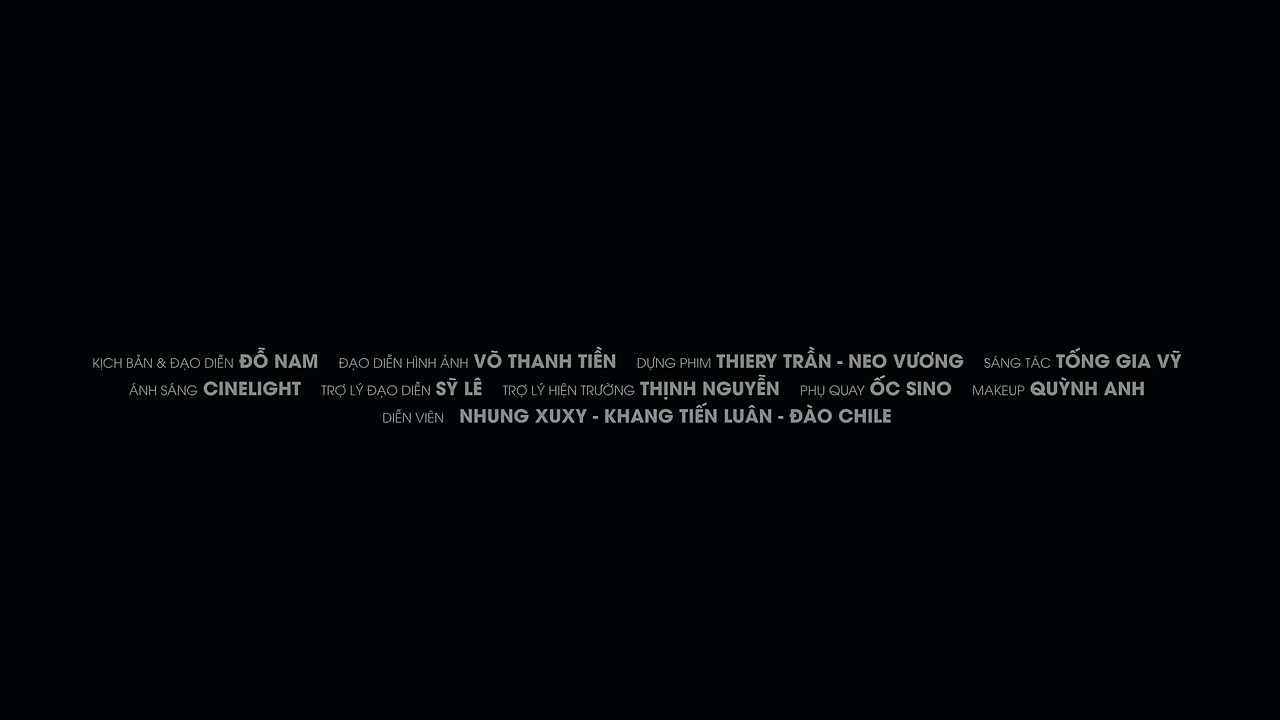 KỊCH BẢN & ĐẠO DIỄN ĐỖ NAM ĐẠO DIỄN HÌNH ẢNH VÕ THANH TIỀN DỰNG PHIM THIERY TRẦN - NEO VƯƠNG SÁNG TÁC TỐNG GIA VỸ
ÁNH SÁNG CINELIGHT TRỢ LÝ ĐẠO DIỄN SỸ LÊ TRỢ LÝ HIỆN TRƯỜNG THỊNH NGUYỄN PHỤ QUAY ỐC SINO MAKEUP QUỲNH ANH
DIỄN VIÊN NHUNG XUXY - KHANG TIẾN LUÂN - ĐÀO CHILE